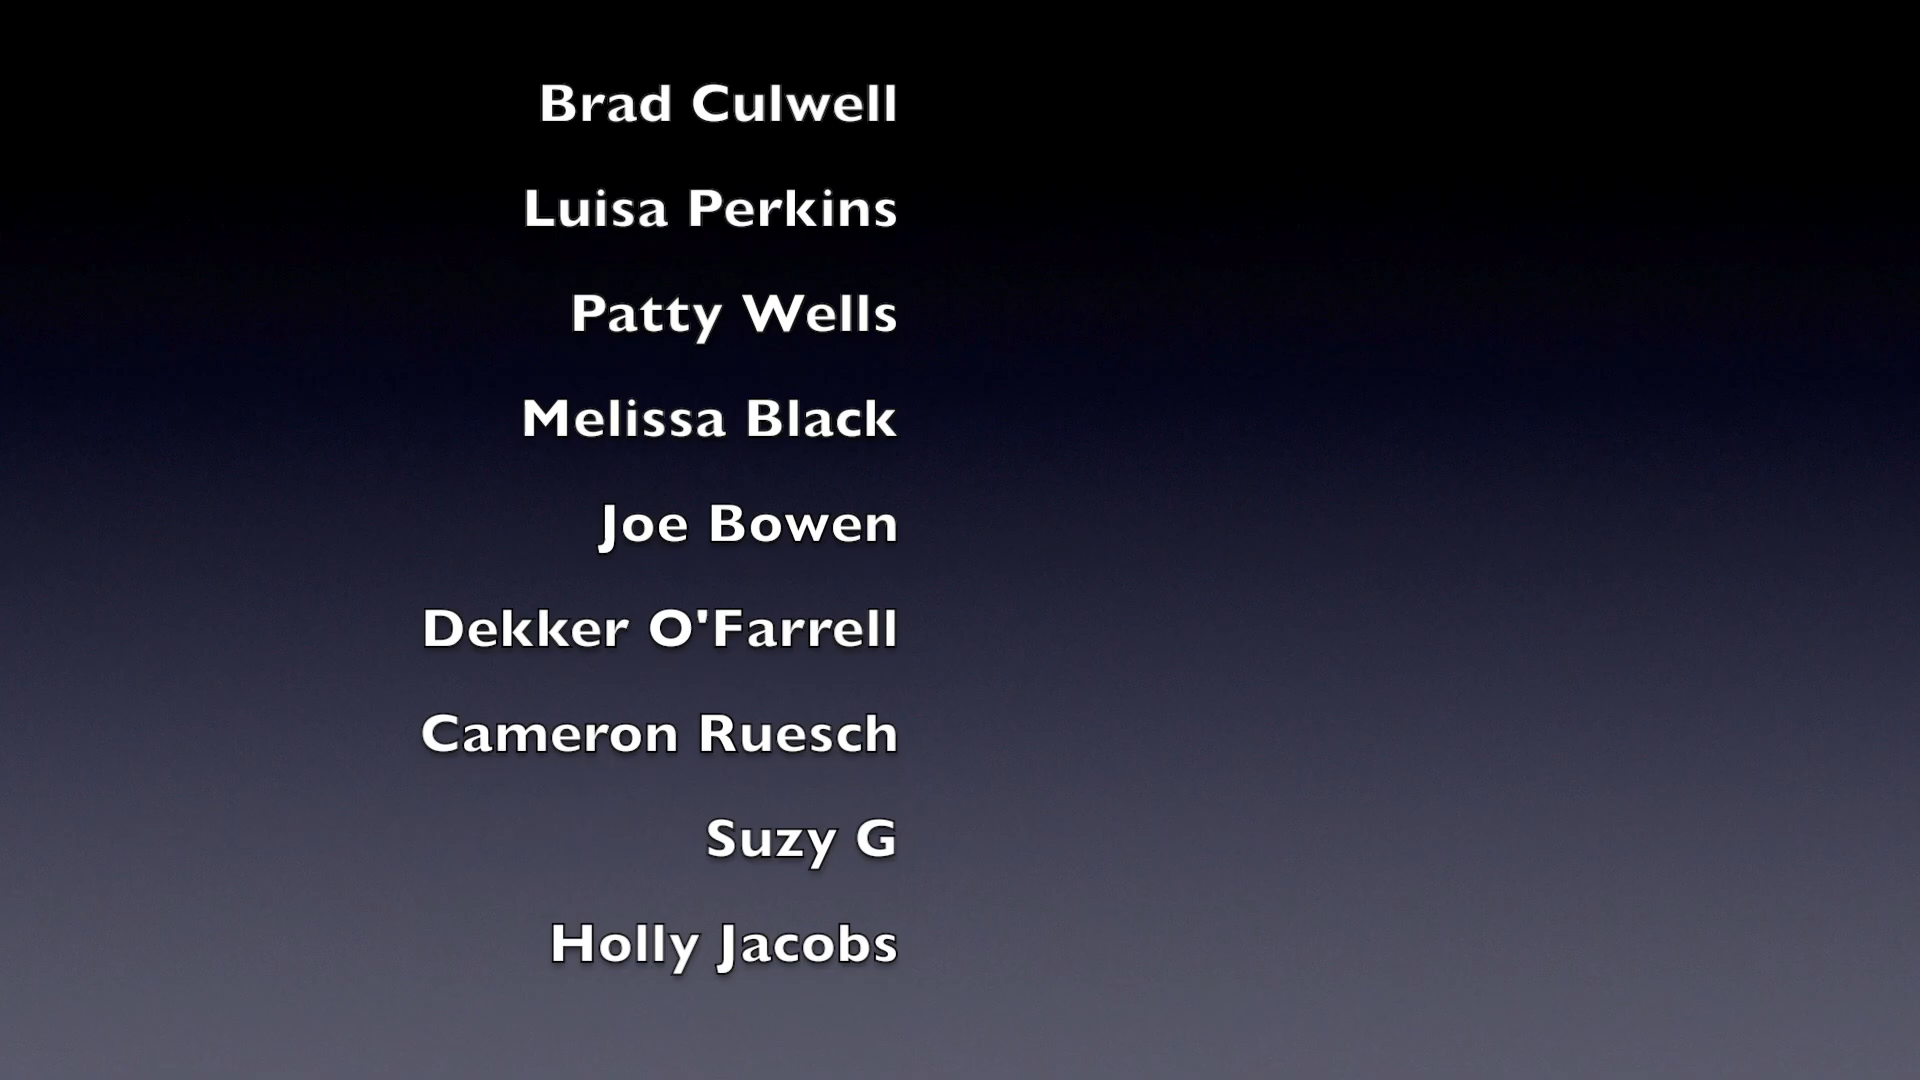 Brad Culwell
Luisa Perkins
Patty Wells
Melissa Black
Joe Bowen
Dekker O'Farrell
Cameron Ruesch
Suzy G
Holly Jacobs